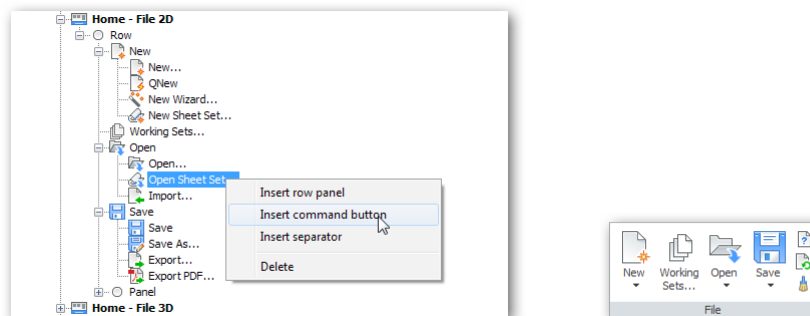 Home - File 2D
Row
New
New...
QNew
New Wizard...
New Sheet Set...
Working Sets...
Open
Open...
Open Sheet Set...
Import...
Save
Save
Save As...
Export...
Export PDF...
Panel
Home - File 3D
Insert row panel
Insert command button
Insert separator
Delete
New
Working
Sets...
Open
Save
File